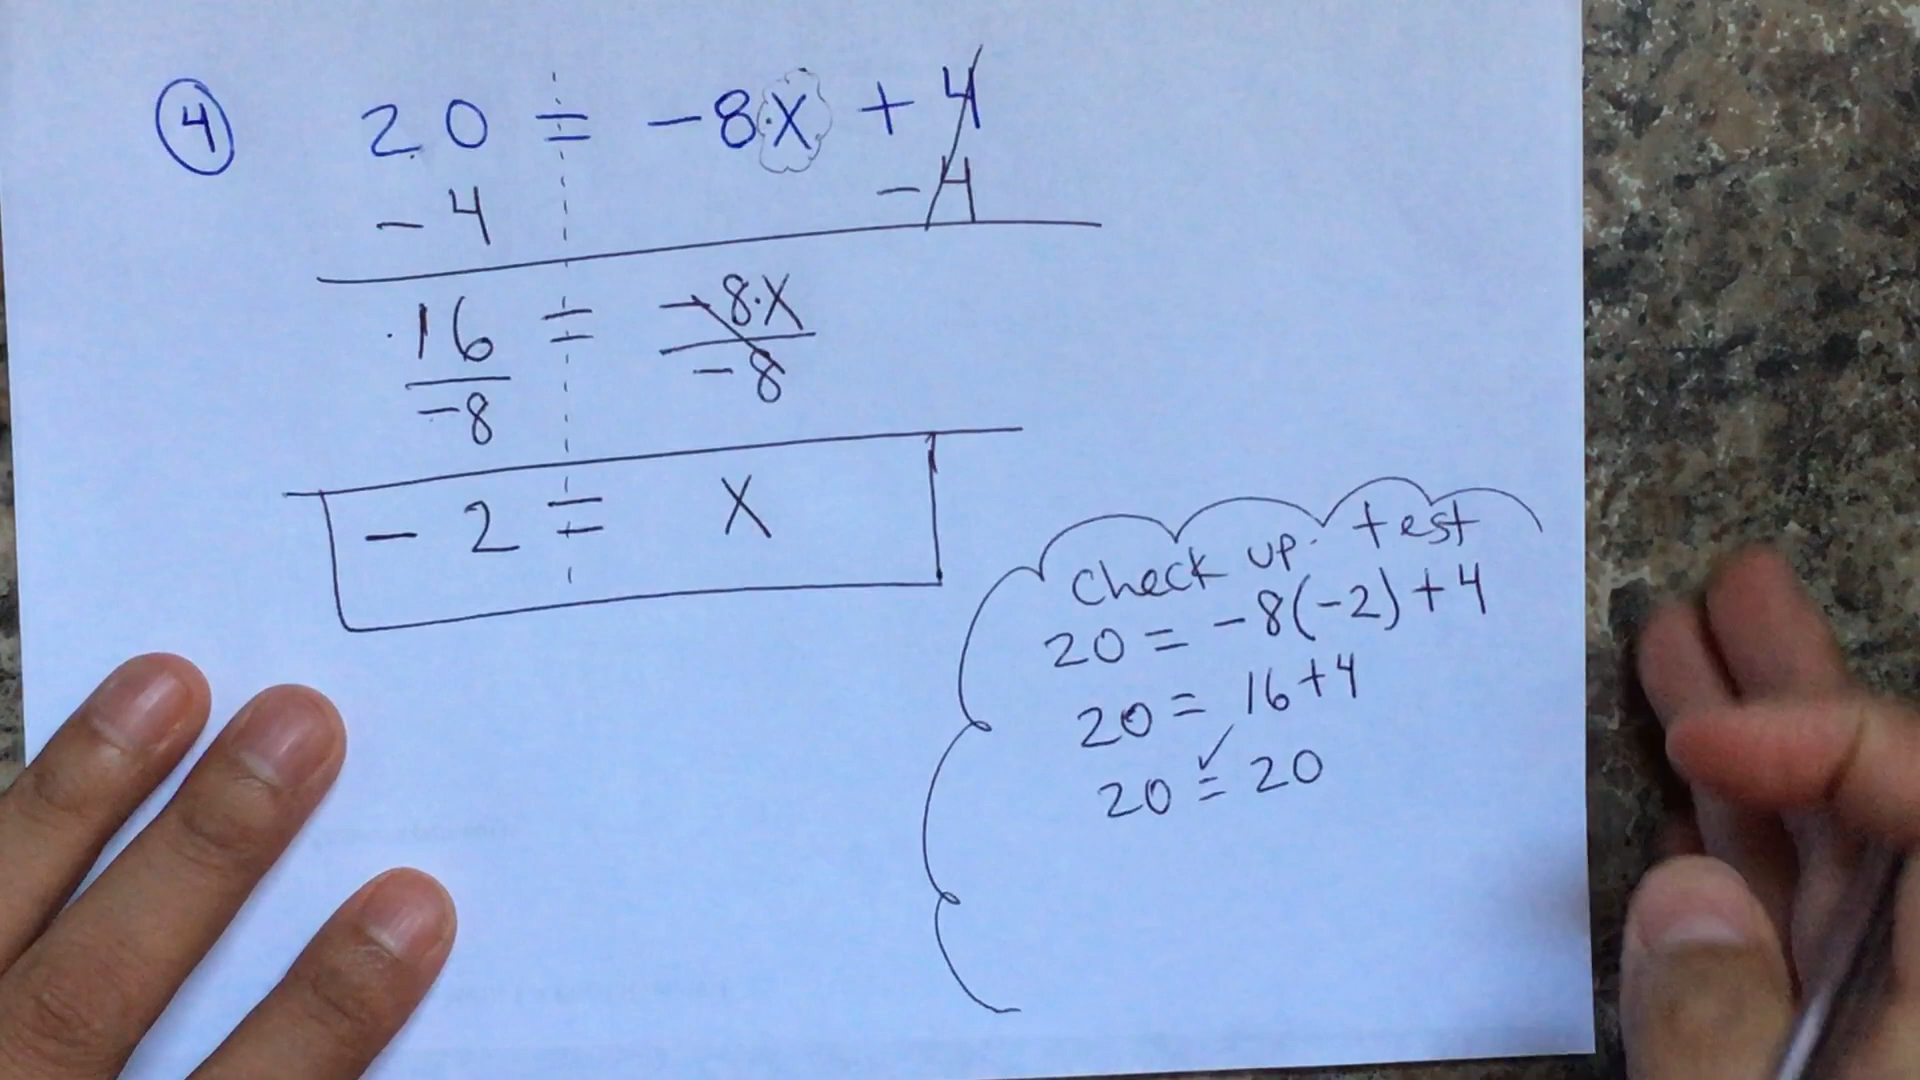 ④ 20 = -8·x + 4
- 4 - 4
16 = -8·x
-8 -8
- 2 = x
Check up test
20 = -8(-2) + 4
20 = 16 + 4
20 = 20 ✓